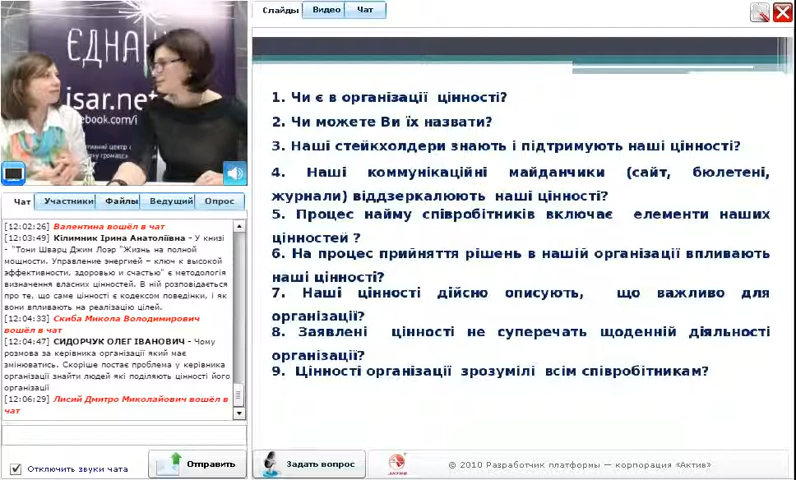 ЄДНА
isar.net
cebook.com/i
Чат
Участники
Файлы
Ведущий
Опрос
[12:02:26] Валентина вошёл в
чат
[12:03:49] Кілимник Ірина Анатоліївна - У книзі
- "Тони Шварц Джим Лоэр "Жизнь на полной
мощности. Управление энергией – ключ к высокой
эффективности, здоровью и счастью" є методологія
визначення власних цінностей. В ній розповідається
про те, що саме цінності є кодексом поведінки, і як
вони впливають на реалізацію цілей.
[12:04:33] Скиба Микола Володимирович
вошёл в чат
[12:04:47] СИДОРЧУК ОЛЕГ ІВАНОВИЧ - Чому
розмова за керівника організації який має
змінюватись. Скоріше постає проблема у керівника
організації знайти людей які поділяють цінності його
організації
[12:06:29] Лисий Дмитро Миколайович вошёл в
чат
Отключить звуки чата
Отправить
Слайды
Видео
Чат
1. Чи є в організації цінності?
2. Чи можете Ви їх назвати?
3. Наші стейкхолдери знають і підтримують наші цінності?
4. Наші комунікаційні майданчики (сайт, бюлетені,
журнали) віддзеркалюють наші цінності?
5. Процес найму співробітників включає елементи наших
цінностей ?
6. На процес прийняття рішень в нашій організації впливають
наші цінності?
7. Наші цінності дійсно описують, що важливо для
організації?
8. Заявлені цінності не суперечать щоденній діяльності
організації?
9. Цінності організації зрозумілі всім співробітникам?
Задать вопрос
АКТИВ
© 2010 Разработчик платформы — корпорация «Актив»